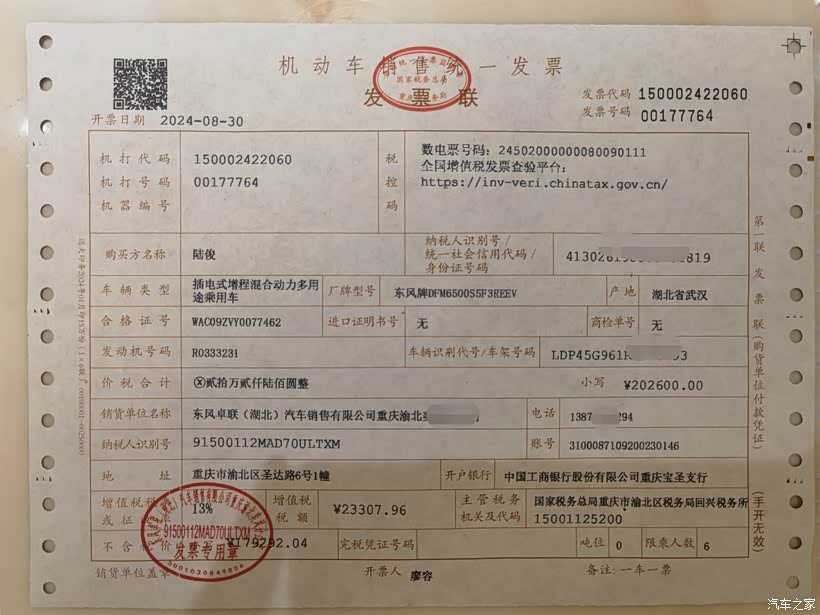 机动车销售统一发票
发票联
发票代码 150002422060
发票号码 00177764
开票日期 2024-08-30
机打代码 150002422060
机打号码 00177764
机器编号
税控码
数电票号码：24502000000080090111
全国增值税发票查验平台：
https://inv-veri.chinatax.gov.cn/
购买方名称 陆俊
纳税人识别号/
统一社会信用代码/
身份证号码
819
车辆类型 插电式增程混合动力多用
途乘用车
厂牌型号 东风牌DFM6500S5F3REEV
产地 湖北省武汉
合格证号 WAC09ZVY0077462
进口证明书号 无
商检单号 无
发动机号码 R0333231
车辆识别代号/车架号码 LDP45G961
价税合计 ⓧ贰拾万贰仟陆佰圆整
小写 ¥202600.00
销货单位名称 东风卓联（湖北）汽车销售有限公司重庆渝北
电话 1387 294
纳税人识别号 91500112MAD70ULTXM
账号 3100087109200230146
地址 重庆市渝北区圣达路6号1幢
开户银行 中国工商银行股份有限公司重庆宝圣支行
增值税税
或征 13%
增值税
税额 ¥23307.96
主管税务
机关及代码 国家税务总局重庆市渝北区税务局回兴税务所
15001125200
不含税价 ¥179292.04
完税凭证号码
吨位 0
限乘人数 6
销货单位盖章
开票人 廖容
备注：一车一票
第一联 发票联（购货单位付款凭证）
（手开无效）
国家税务总局
91500112MAD70ULTXM
发票专用章
5001030849856
汽车之家